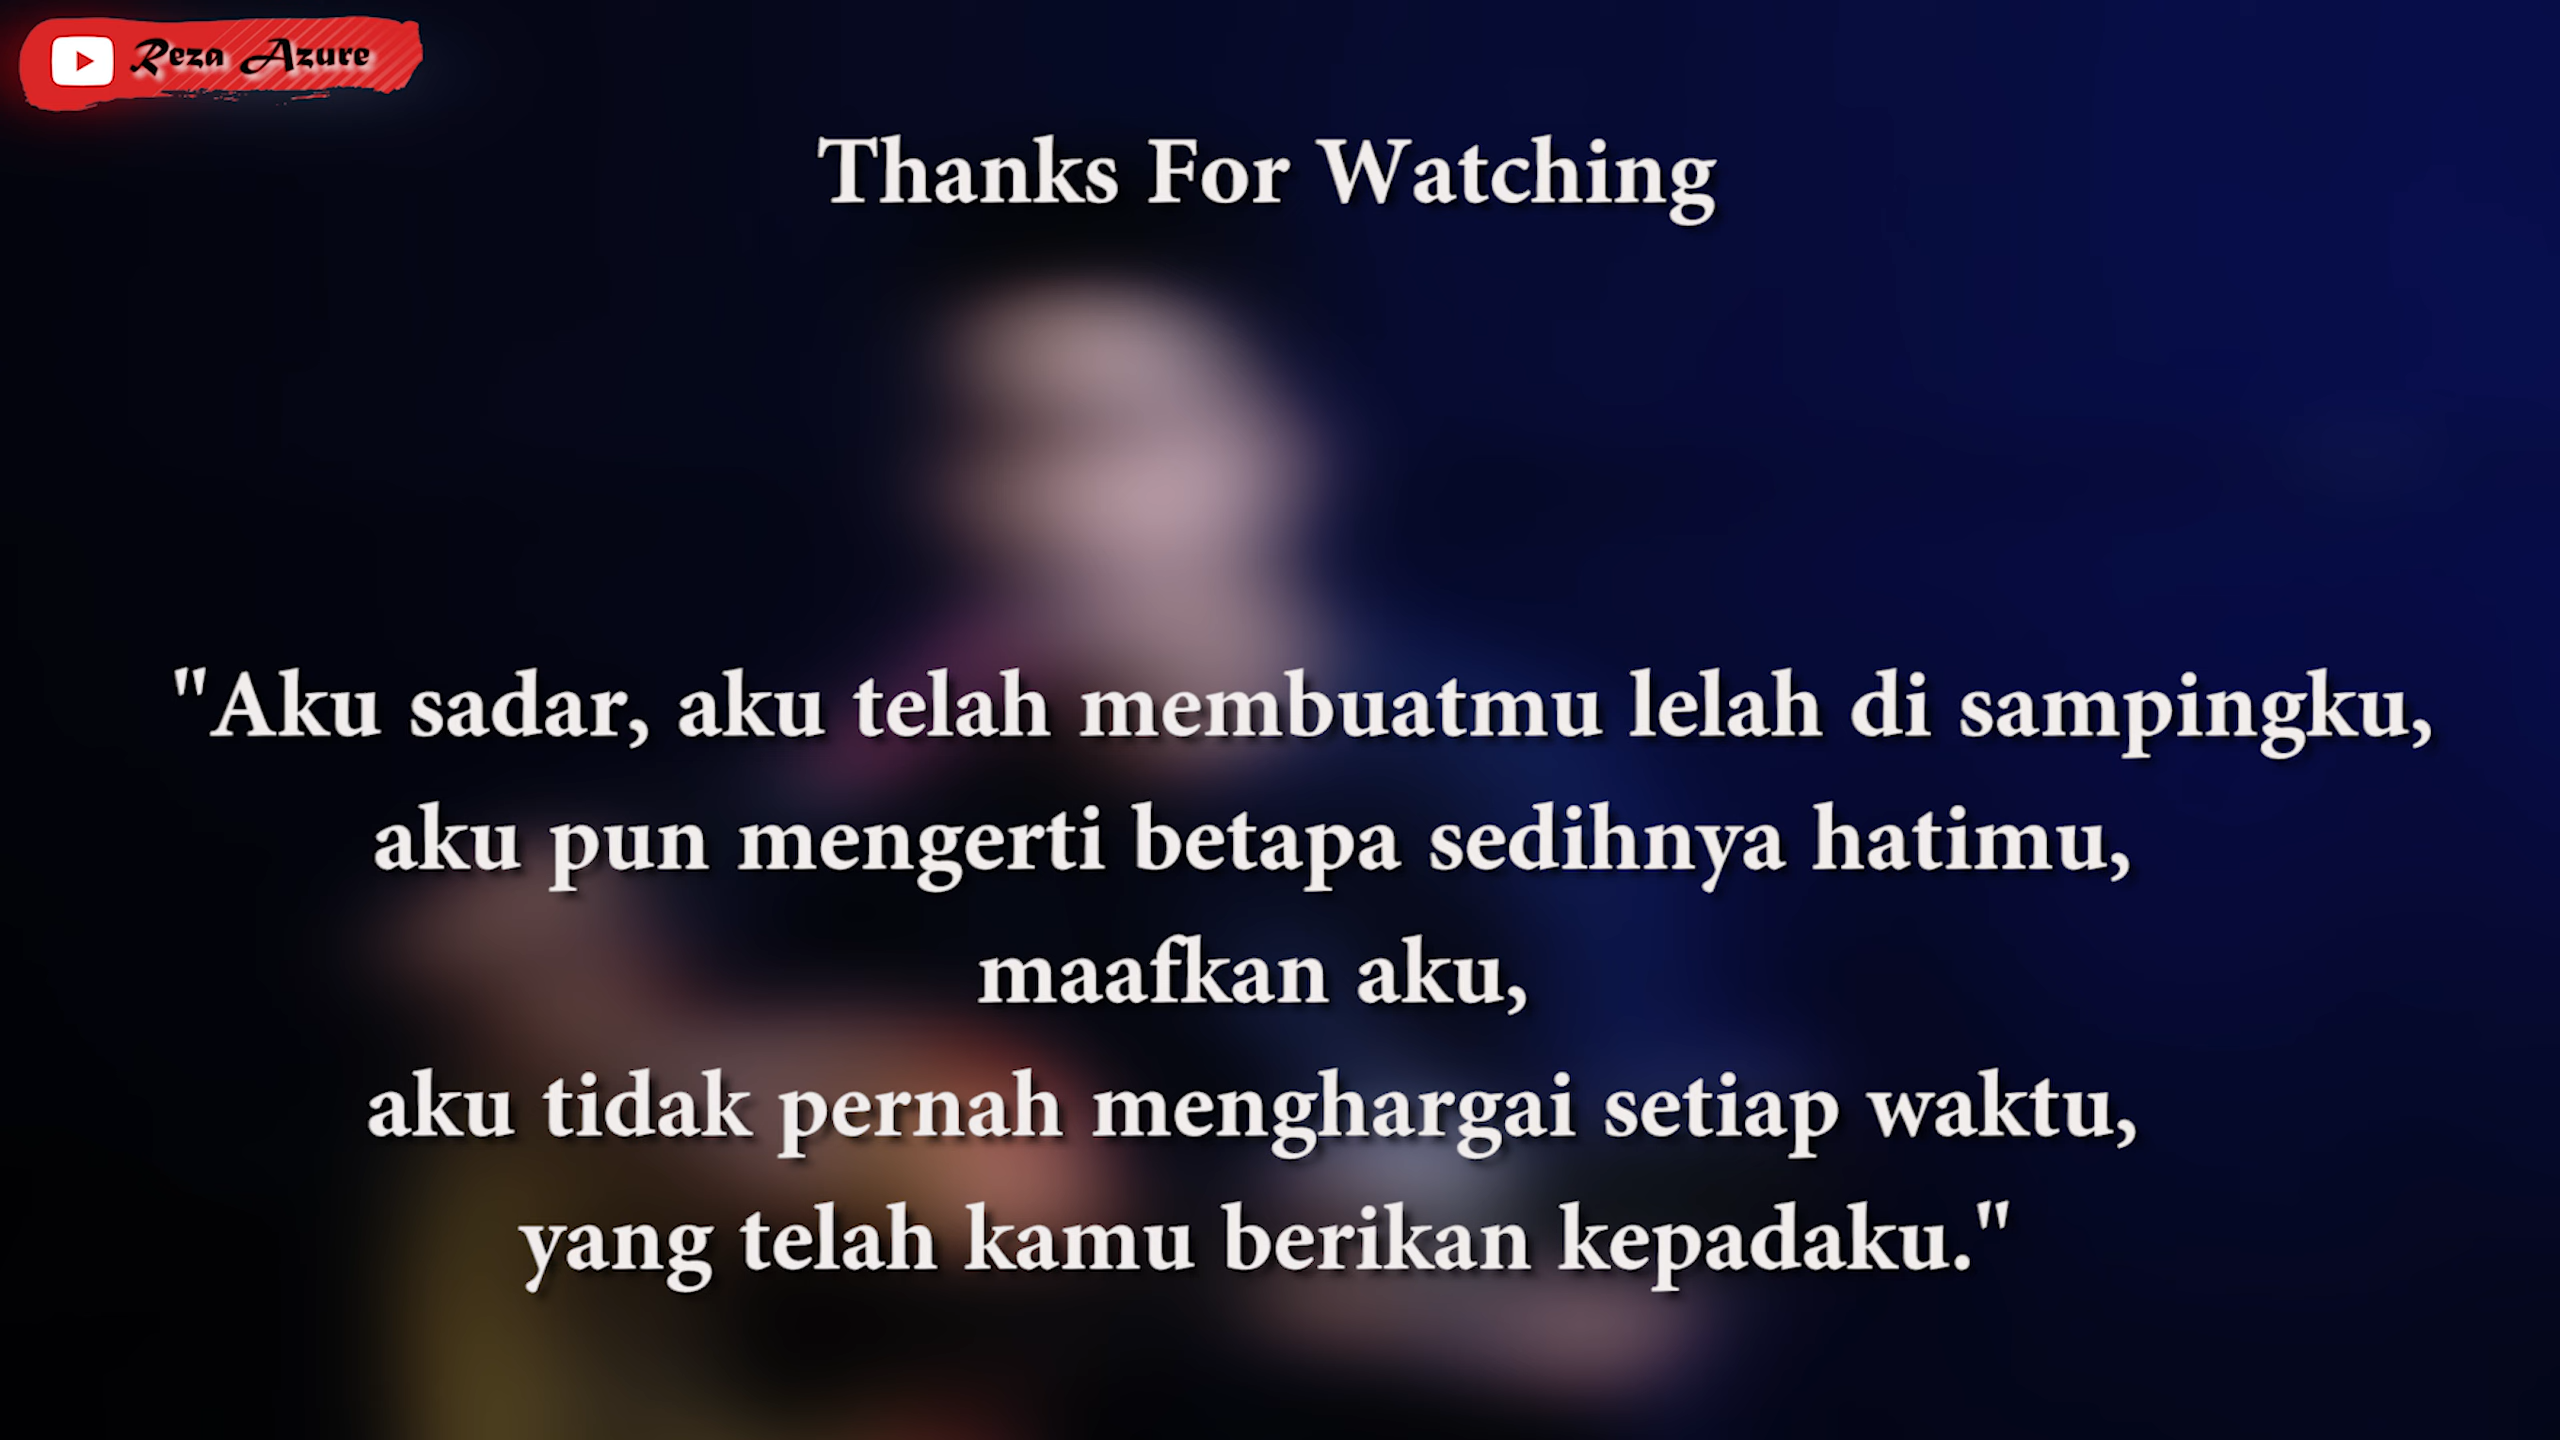 Reza Azure
Thanks For Watching
"Aku sadar, aku telah membuatmu lelah di sampingku,
aku pun mengerti betapa sedihnya hatimu,
maafkan aku,
aku tidak pernah menghargai setiap waktu,
yang telah kamu berikan kepadaku."